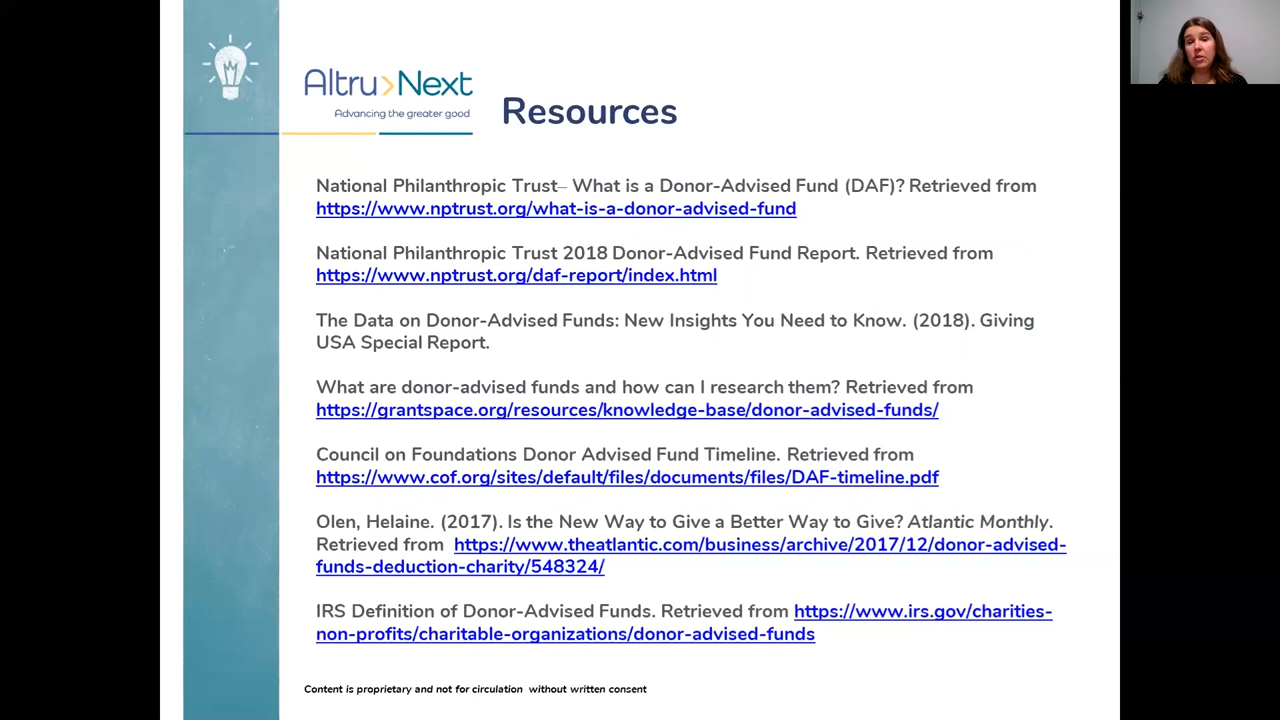 Altru>Next
Advancing the greater good
Resources
National Philanthropic Trust– What is a Donor-Advised Fund (DAF)? Retrieved from
https://www.nptrust.org/what-is-a-donor-advised-fund
National Philanthropic Trust 2018 Donor-Advised Fund Report. Retrieved from
https://www.nptrust.org/daf-report/index.html
The Data on Donor-Advised Funds: New Insights You Need to Know. (2018). Giving
USA Special Report.
What are donor-advised funds and how can I research them? Retrieved from
https://grantspace.org/resources/knowledge-base/donor-advised-funds/
Council on Foundations Donor Advised Fund Timeline. Retrieved from
https://www.cof.org/sites/default/files/documents/files/DAF-timeline.pdf
Olen, Helaine. (2017). Is the New Way to Give a Better Way to Give? Atlantic Monthly.
Retrieved from https://www.theatlantic.com/business/archive/2017/12/donor-advised-
funds-deduction-charity/548324/
IRS Definition of Donor-Advised Funds. Retrieved from https://www.irs.gov/charities-
non-profits/charitable-organizations/donor-advised-funds
Content is proprietary and not for circulation without written consent